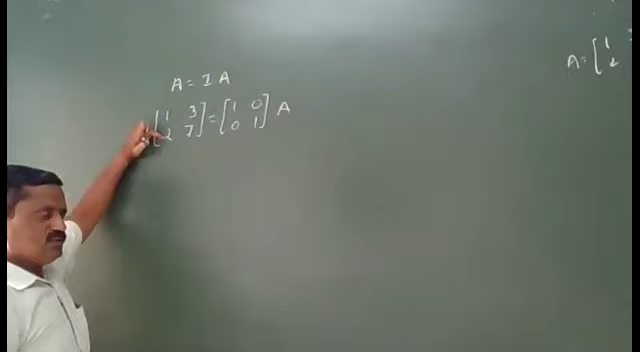 A = I A
[1 3
2 7] = [1 0
0 1] A
A = [1
2